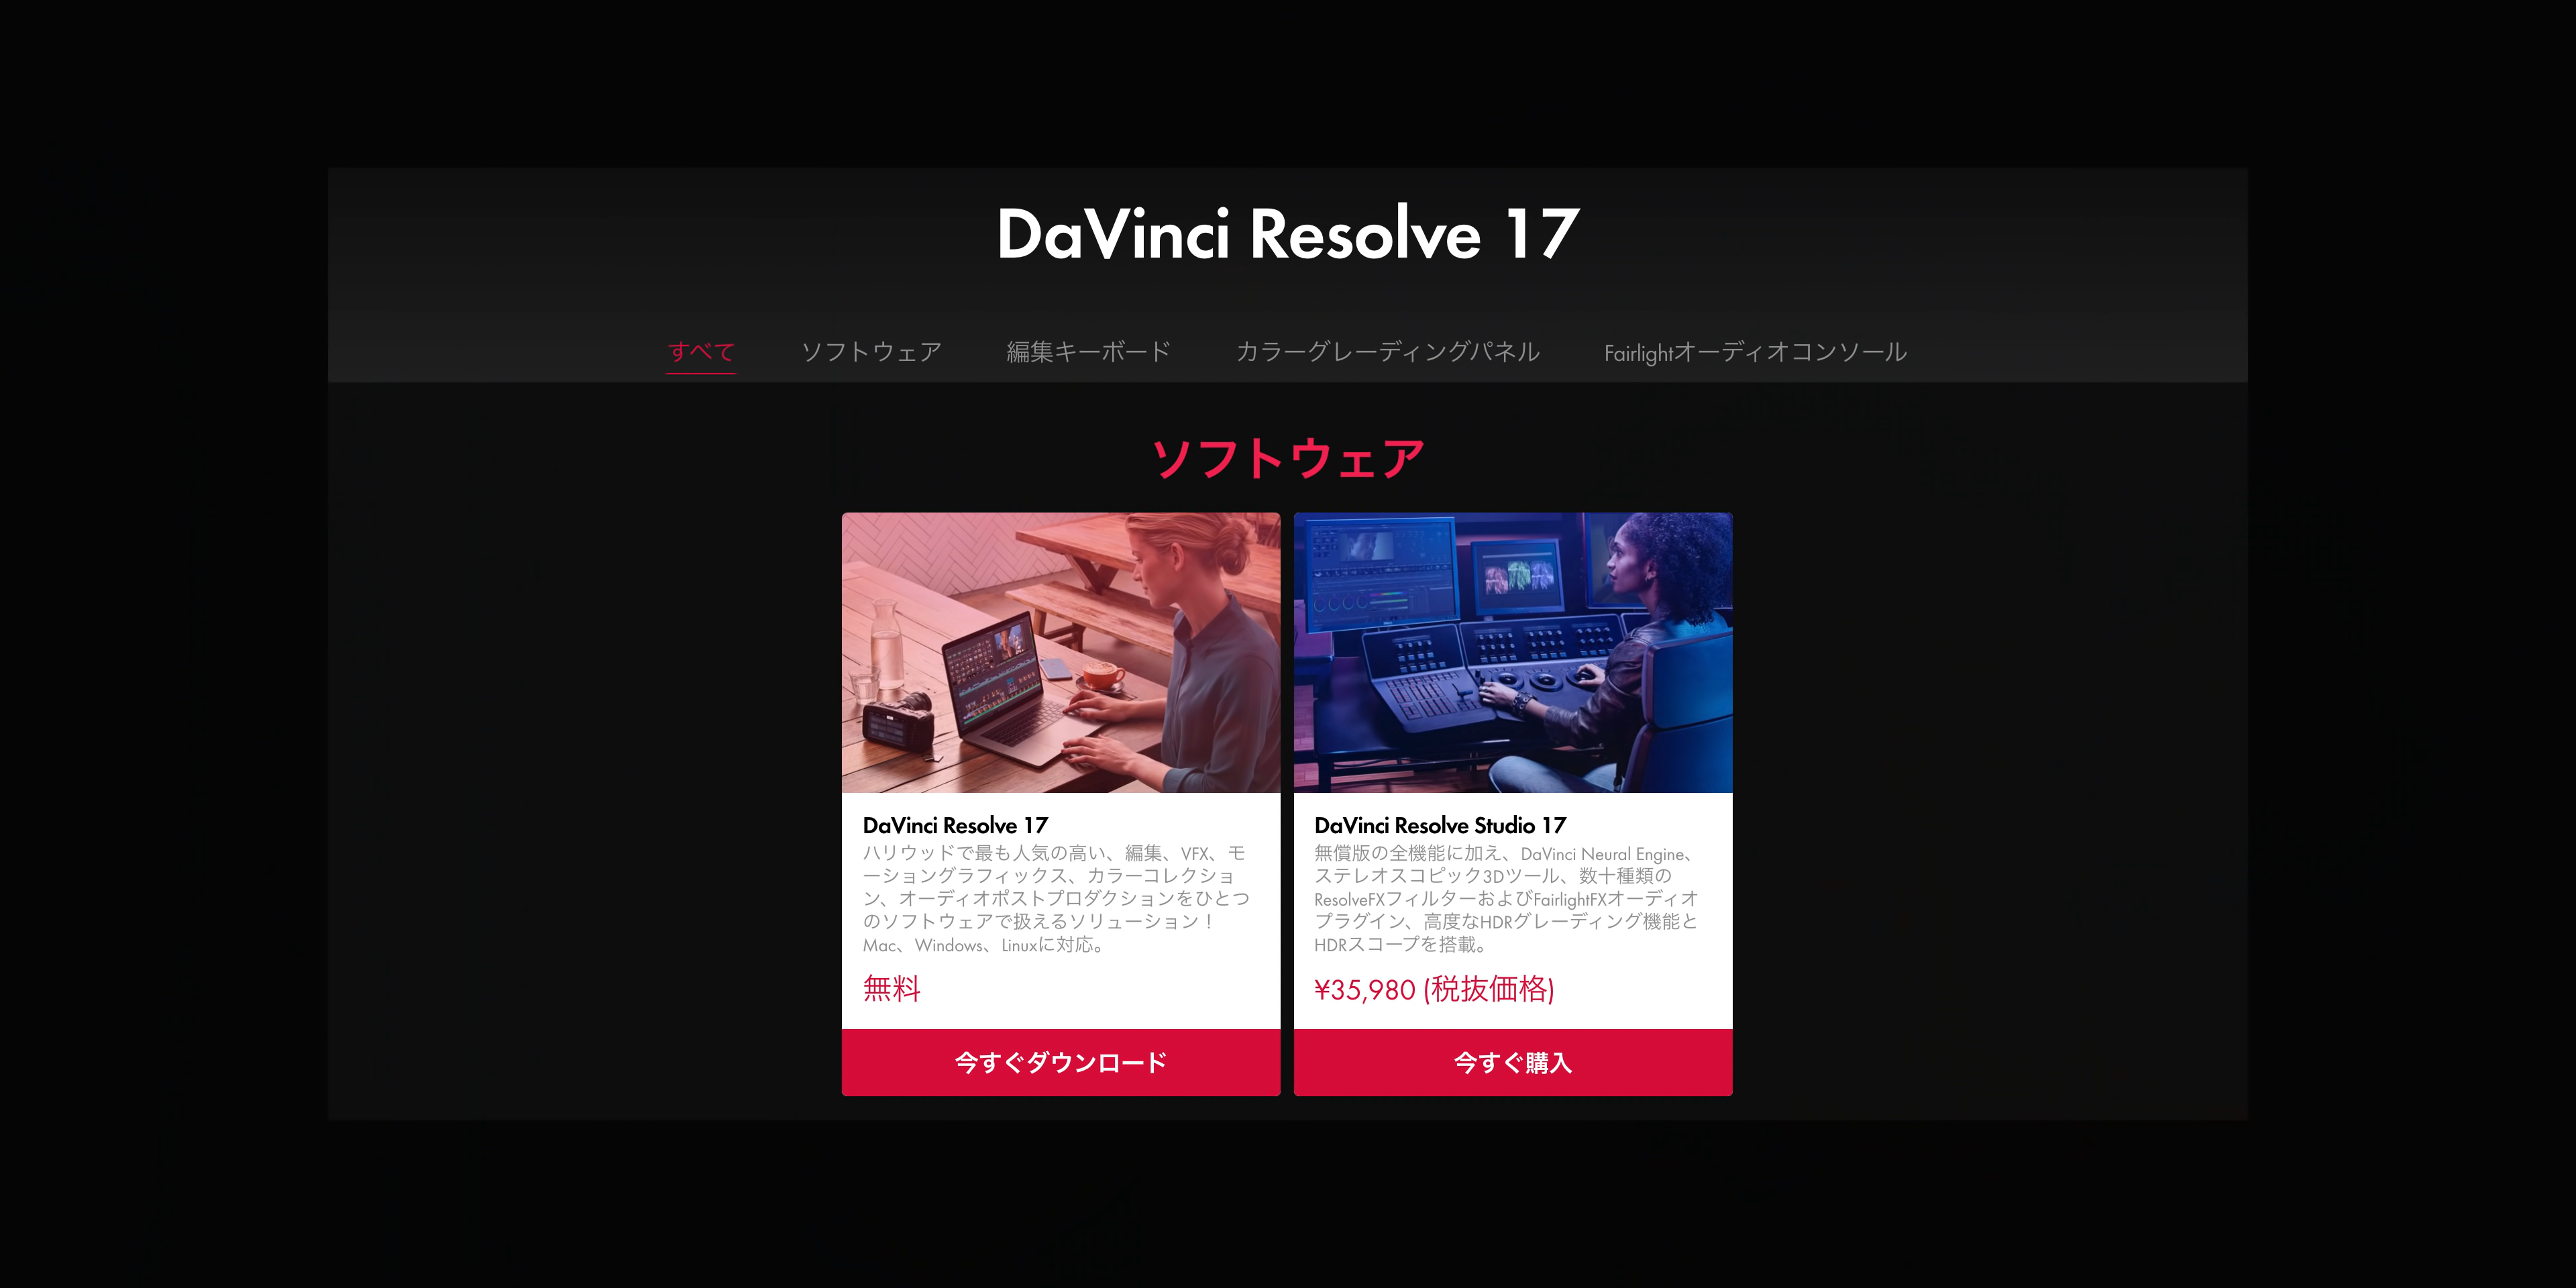 DaVinci Resolve 17
すべて ソフトウェア 編集キーボード カラーグレーディングパネル Fairlightオーディオコンソール
ソフトウェア
DaVinci Resolve 17
ハリウッドで最も人気の高い、編集、VFX、モ
ーショングラフィックス、カラーコレクショ
ン、オーディオポストプロダクションをひとつ
のソフトウェアで扱えるソリューション！
Mac、Windows、Linuxに対応。
無料
今すぐダウンロード
DaVinci Resolve Studio 17
無償版の全機能に加え、DaVinci Neural Engine、
ステレオスコピック3Dツール、数十種類の
ResolveFXフィルターおよびFairlightFXオーディオ
プラグイン、高度なHDRグレーディング機能と
HDRスコープを搭載。
¥35,980 (税抜価格)
今すぐ購入